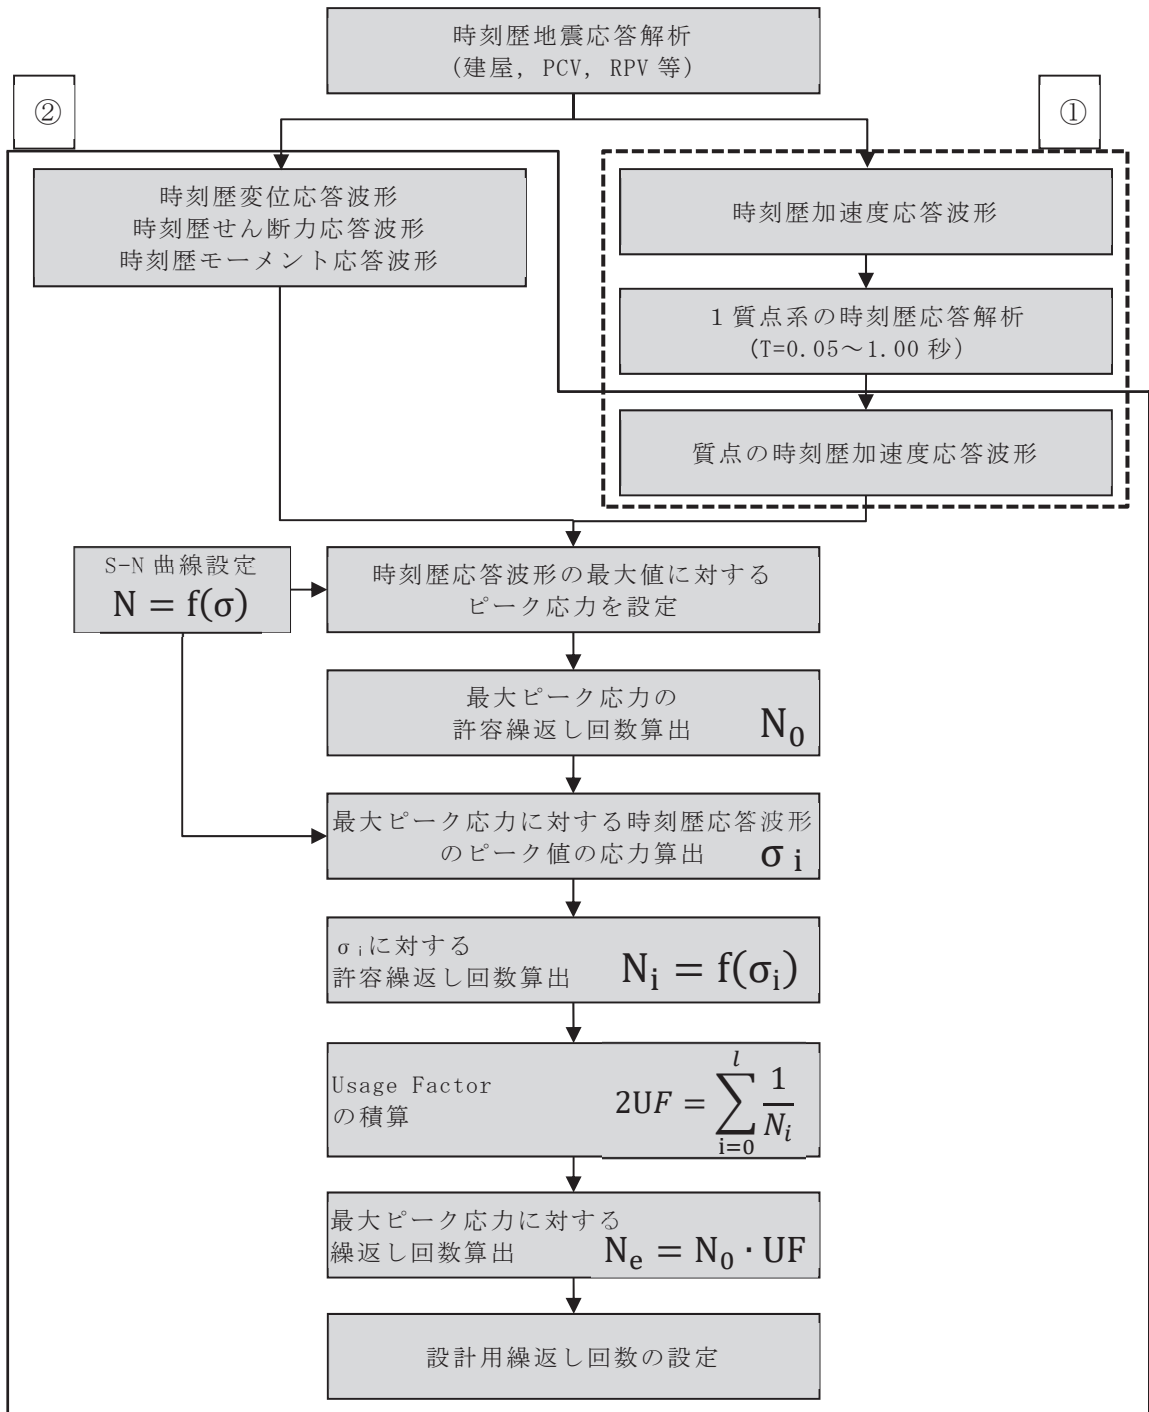 時刻歴地震応答解析
(建屋, PCV, RPV 等)
②
①
時刻歴変位応答波形
時刻歴せん断力応答波形
時刻歴モーメント応答波形
時刻歴加速度応答波形
1 質点系の時刻歴応答解析
(T=0.05～1.00 秒)
質点の時刻歴加速度応答波形
S-N 曲線設定
N = f(σ)
時刻歴応答波形の最大値に対する
ピーク応力を設定
最大ピーク応力の
許容繰返し回数算出 N₀
最大ピーク応力に対する時刻歴応答波形
のピーク値の応力算出 σ i
σ iに対する
許容繰返し回数算出 Nᵢ = f(σᵢ)
Usage Factor
の積算 2UF = ∑_{i=0}^{l} 1/N_i
最大ピーク応力に対する
繰返し回数算出 Nₑ = N₀ · UF
設計用繰返し回数の設定